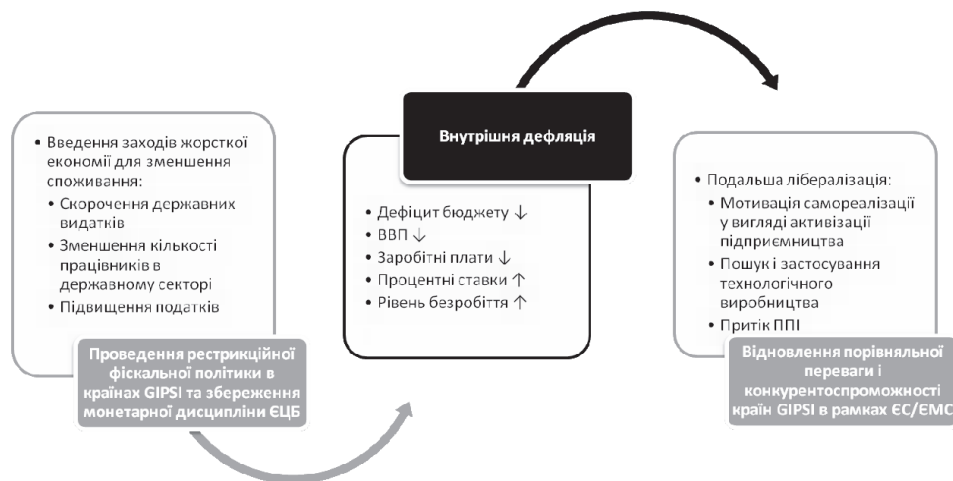 • Введення заходів жорсткої
економії для зменшення
споживання:
• Скорочення державних
видатків
• Зменшення кількості
працівників в
державному секторі
• Підвищення податків
Проведення рестрикційної
фіскальної політики в
країнах GIPSI та збереження
монетарної дисципліни ЄЦБ
Внутрішня дефляція
• Дефіцит бюджету ↓
• ВВП ↓
• Заробітні плати ↓
• Процентні ставки ↑
• Рівень безробіття ↑
• Подальша лібералізація:
• Мотивація самореалізації
у вигляді активізації
підприємництва
• Пошук і застосування
технологічного
виробництва
• Притік ППІ
Відновлення порівняльної
переваги і
конкурентоспроможності
країн GIPSI в рамках ЄС/ЄМС